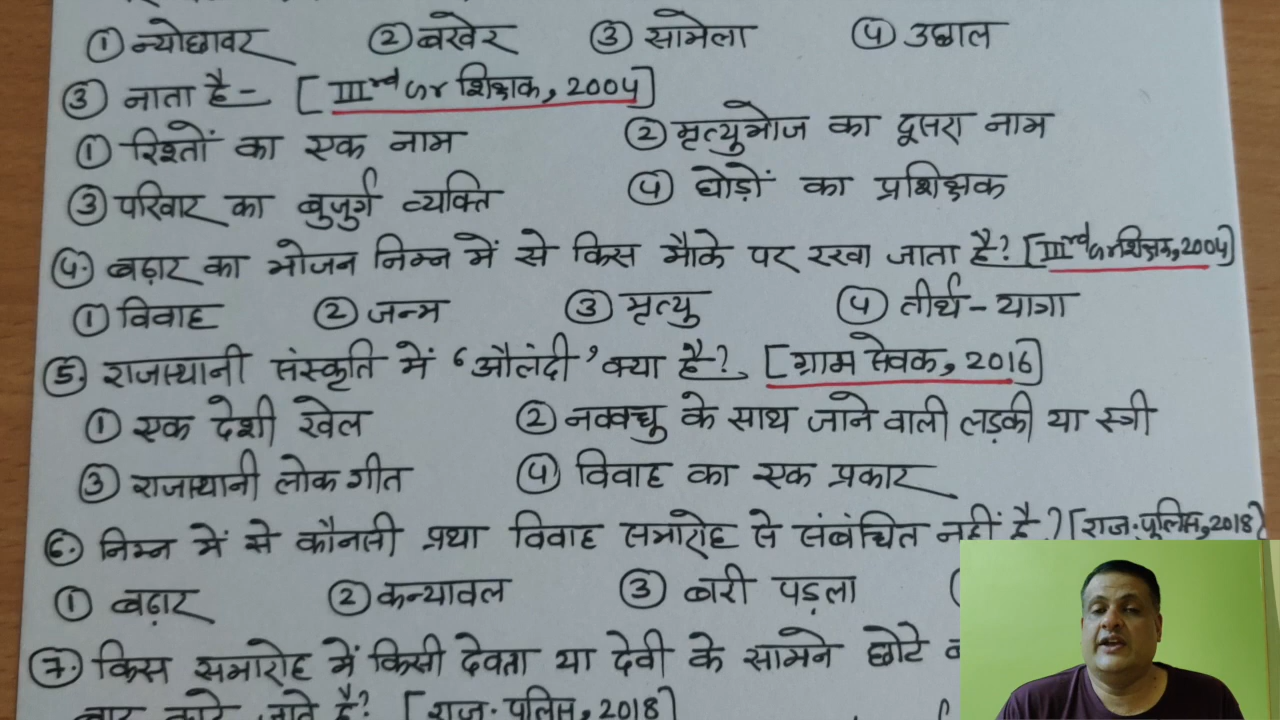 ① न्योछावर ② बखेर ③ सामेला ④ उछाल
③ नाता है- [IIIrd Gr शिक्षक, 2004]
① रिश्तों का एक नाम ② मृत्युभोज का दूसरा नाम
③ परिवार का बुजुर्ग व्यक्ति ④ घोड़ों का प्रशिक्षक
④. बढ़ार का भोजन निम्न में से किस मौके पर रखा जाता है? [IIIrd Gr शिक्षक, 2004]
① विवाह ② जन्म ③ मृत्यु ④ तीर्थ-यात्रा
⑤. राजस्थानी संस्कृति में 'औलंदी' क्या है? [ग्राम सेवक, 2016]
① एक देशी खेल ② नववधु के साथ जाने वाली लड़की या स्त्री
③ राजस्थानी लोक गीत ④ विवाह का एक प्रकार
⑥. निम्न में से कौनसी प्रथा विवाह समारोह से संबंधित नहीं है? [राज. पुलिस, 2018]
① बढ़ार ② कन्यावल ③ बारी पड़ला
⑦. किस समारोह में किसी देवता या देवी के सामने छोटे
बाल काटे जाते है? [राज. पुलिस, 2018]